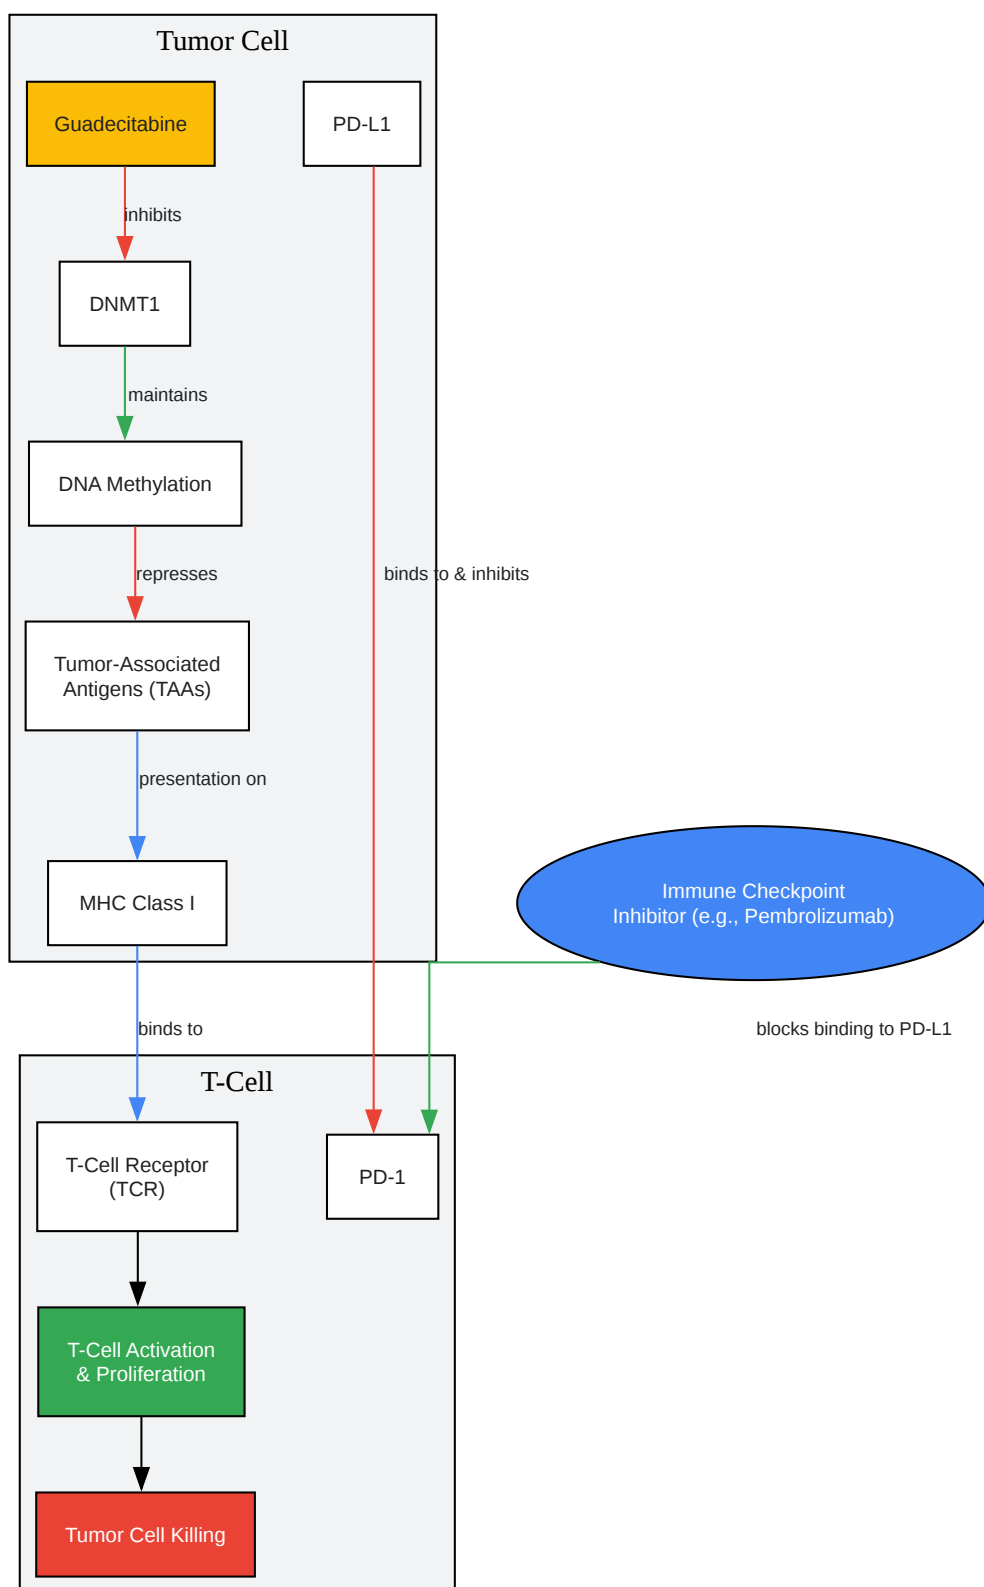 Tumor Cell
Guadecitabine
PD-L1
inhibits
DNMT1
maintains
DNA Methylation
represses
binds to & inhibits
Tumor-Associated
Antigens (TAAs)
presentation on
MHC Class I
Immune Checkpoint
Inhibitor (e.g., Pembrolizumab)
binds to
blocks binding to PD-L1
T-Cell
T-Cell Receptor
(TCR)
PD-1
T-Cell Activation
& Proliferation
Tumor Cell Killing